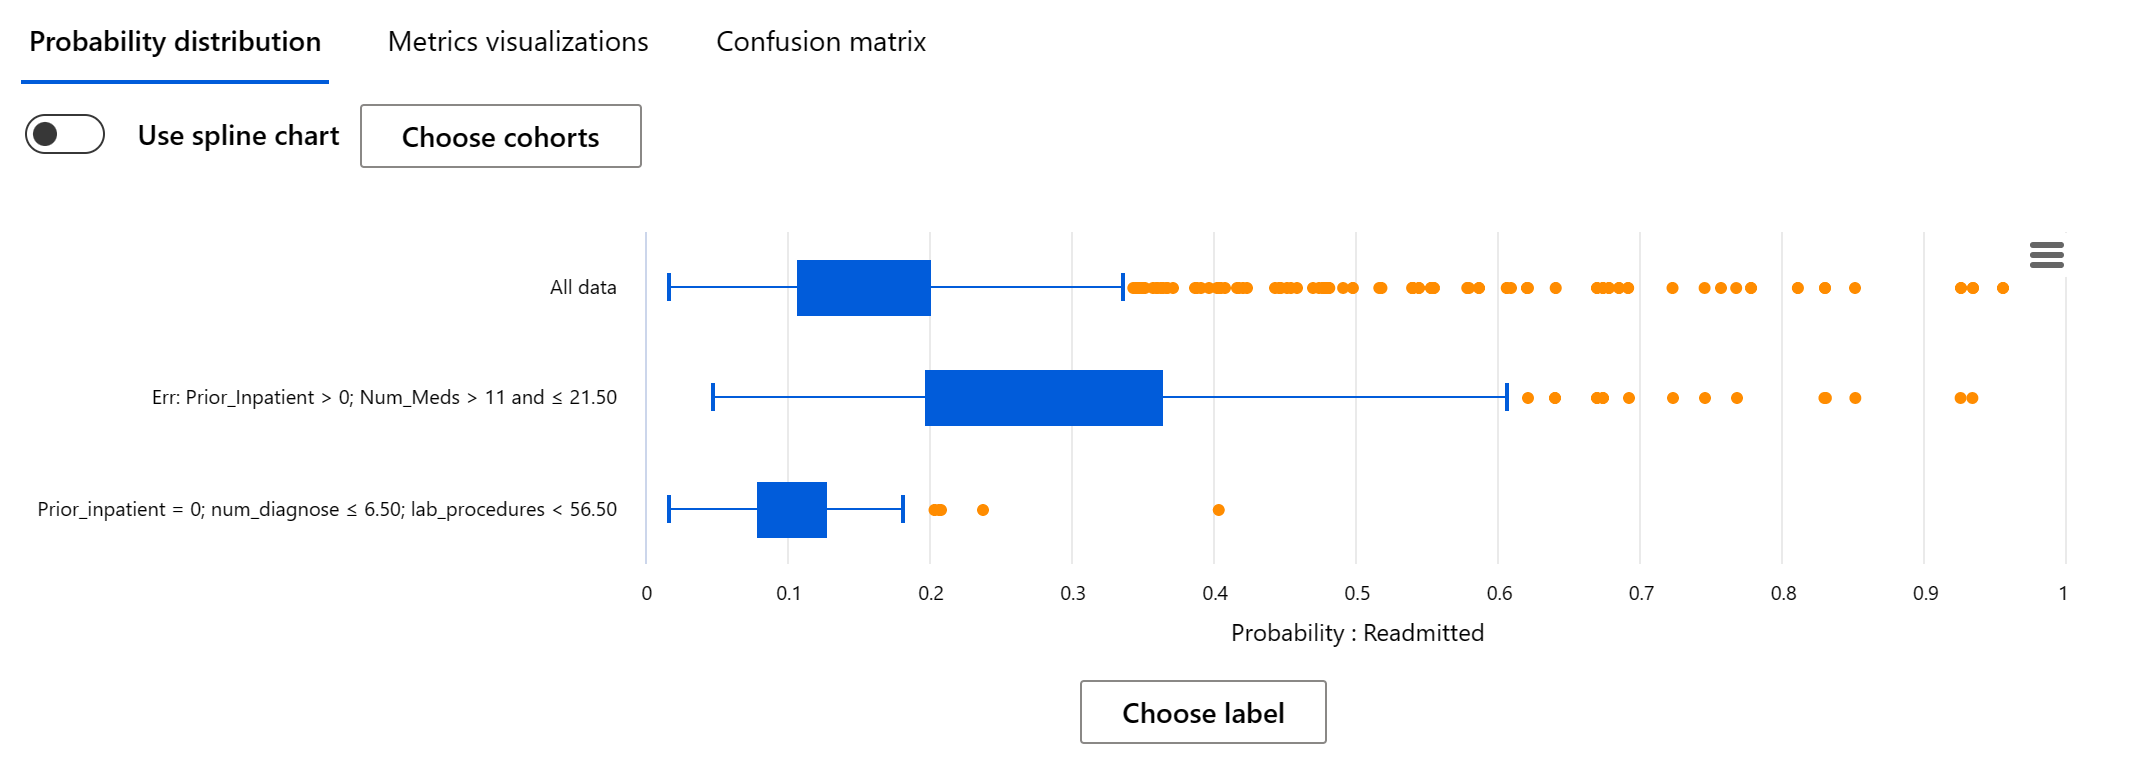 Probability distribution Metrics visualizations Confusion matrix
Use spline chart Choose cohorts
All data
Err: Prior_Inpatient > 0; Num_Meds > 11 and ≤ 21.50
Prior_inpatient = 0; num_diagnose ≤ 6.50; lab_procedures < 56.50
0 0.1 0.2 0.3 0.4 0.5 0.6 0.7 0.8 0.9 1
Probability : Readmitted
Choose label